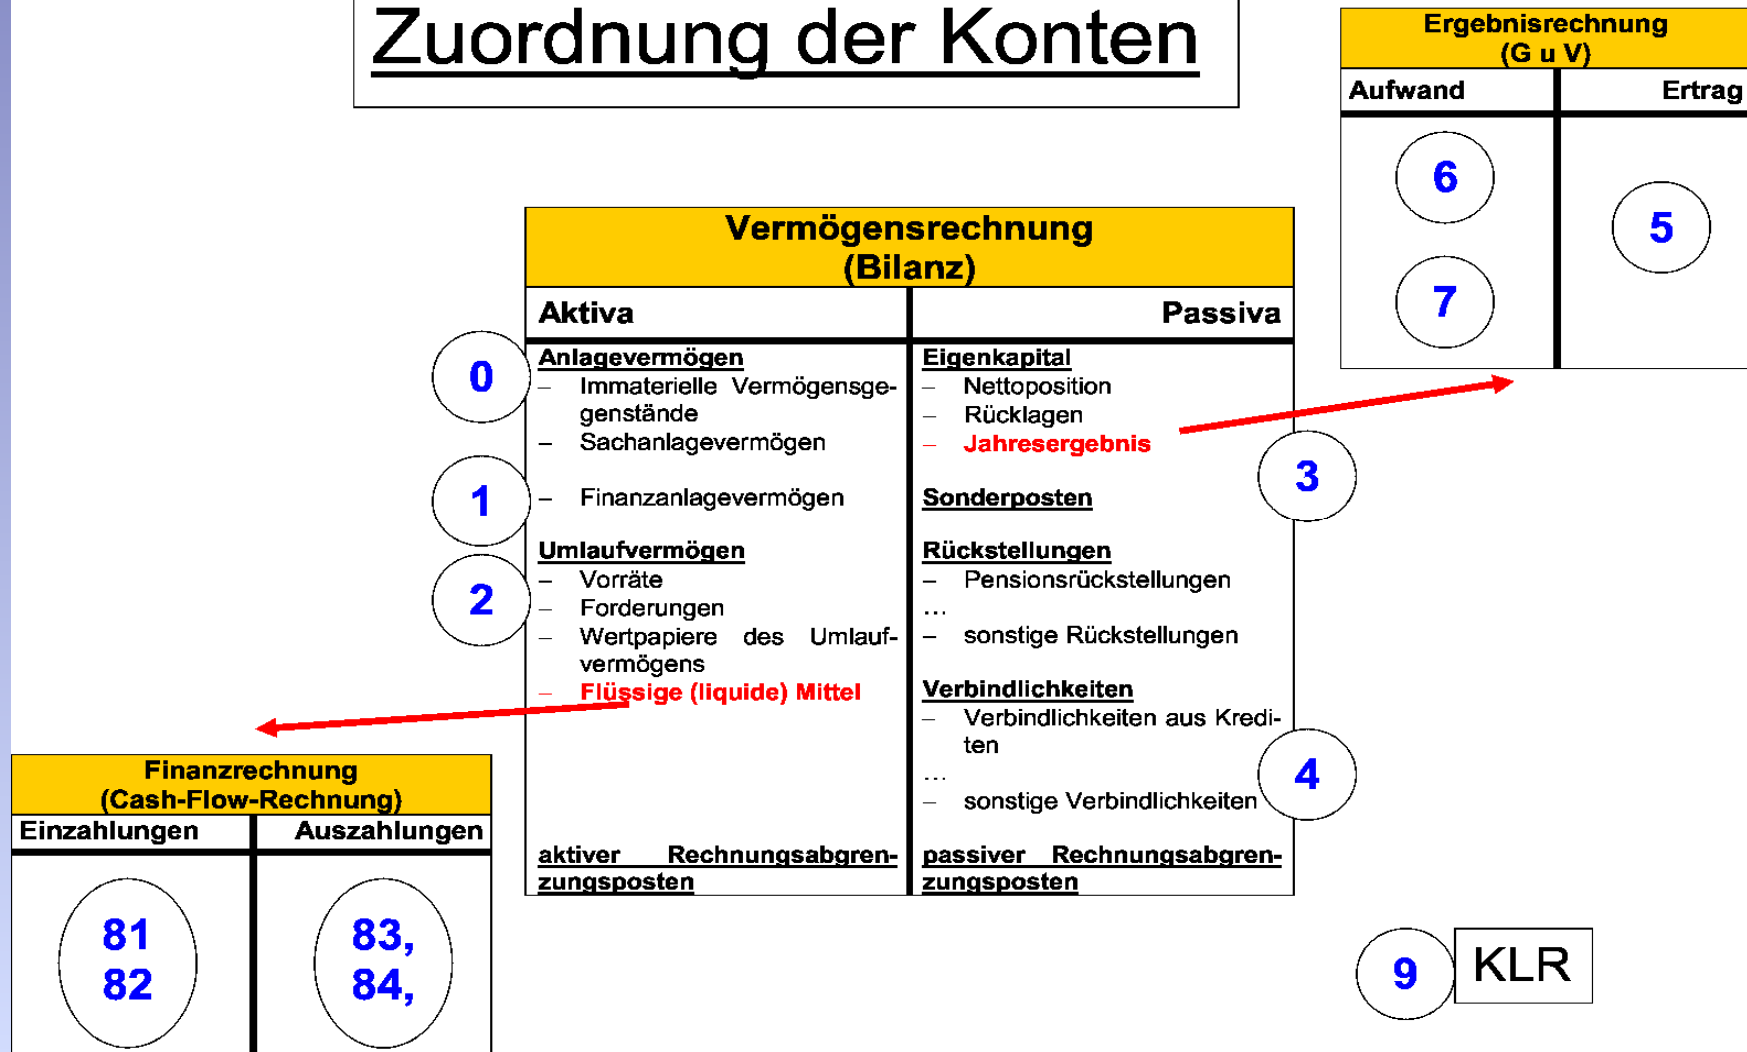 Zuordnung der Konten
Ergebnisrechnung
(G u V)
Aufwand Ertrag
6
5
7
Vermögensrechnung
(Bilanz)
Aktiva Passiva
0
Anlagevermögen
– Immaterielle Vermögensge-
genstände
– Sachanlagevermögen
1
– Finanzanlagevermögen
Umlaufvermögen
2
– Vorräte
– Forderungen
– Wertpapiere des Umlauf-
vermögens
– Flüssige (liquide) Mittel
aktiver Rechnungsabgren-
zungsposten
Eigenkapital
– Nettoposition
– Rücklagen
– Jahresergebnis
3
Sonderposten
Rückstellungen
– Pensionsrückstellungen
...
– sonstige Rückstellungen
Verbindlichkeiten
– Verbindlichkeiten aus Kredi-
ten
...
4
– sonstige Verbindlichkeiten
passiver Rechnungsabgren-
zungsposten
Finanzrechnung
(Cash-Flow-Rechnung)
Einzahlungen Auszahlungen
81 83,
82 84,
9 KLR